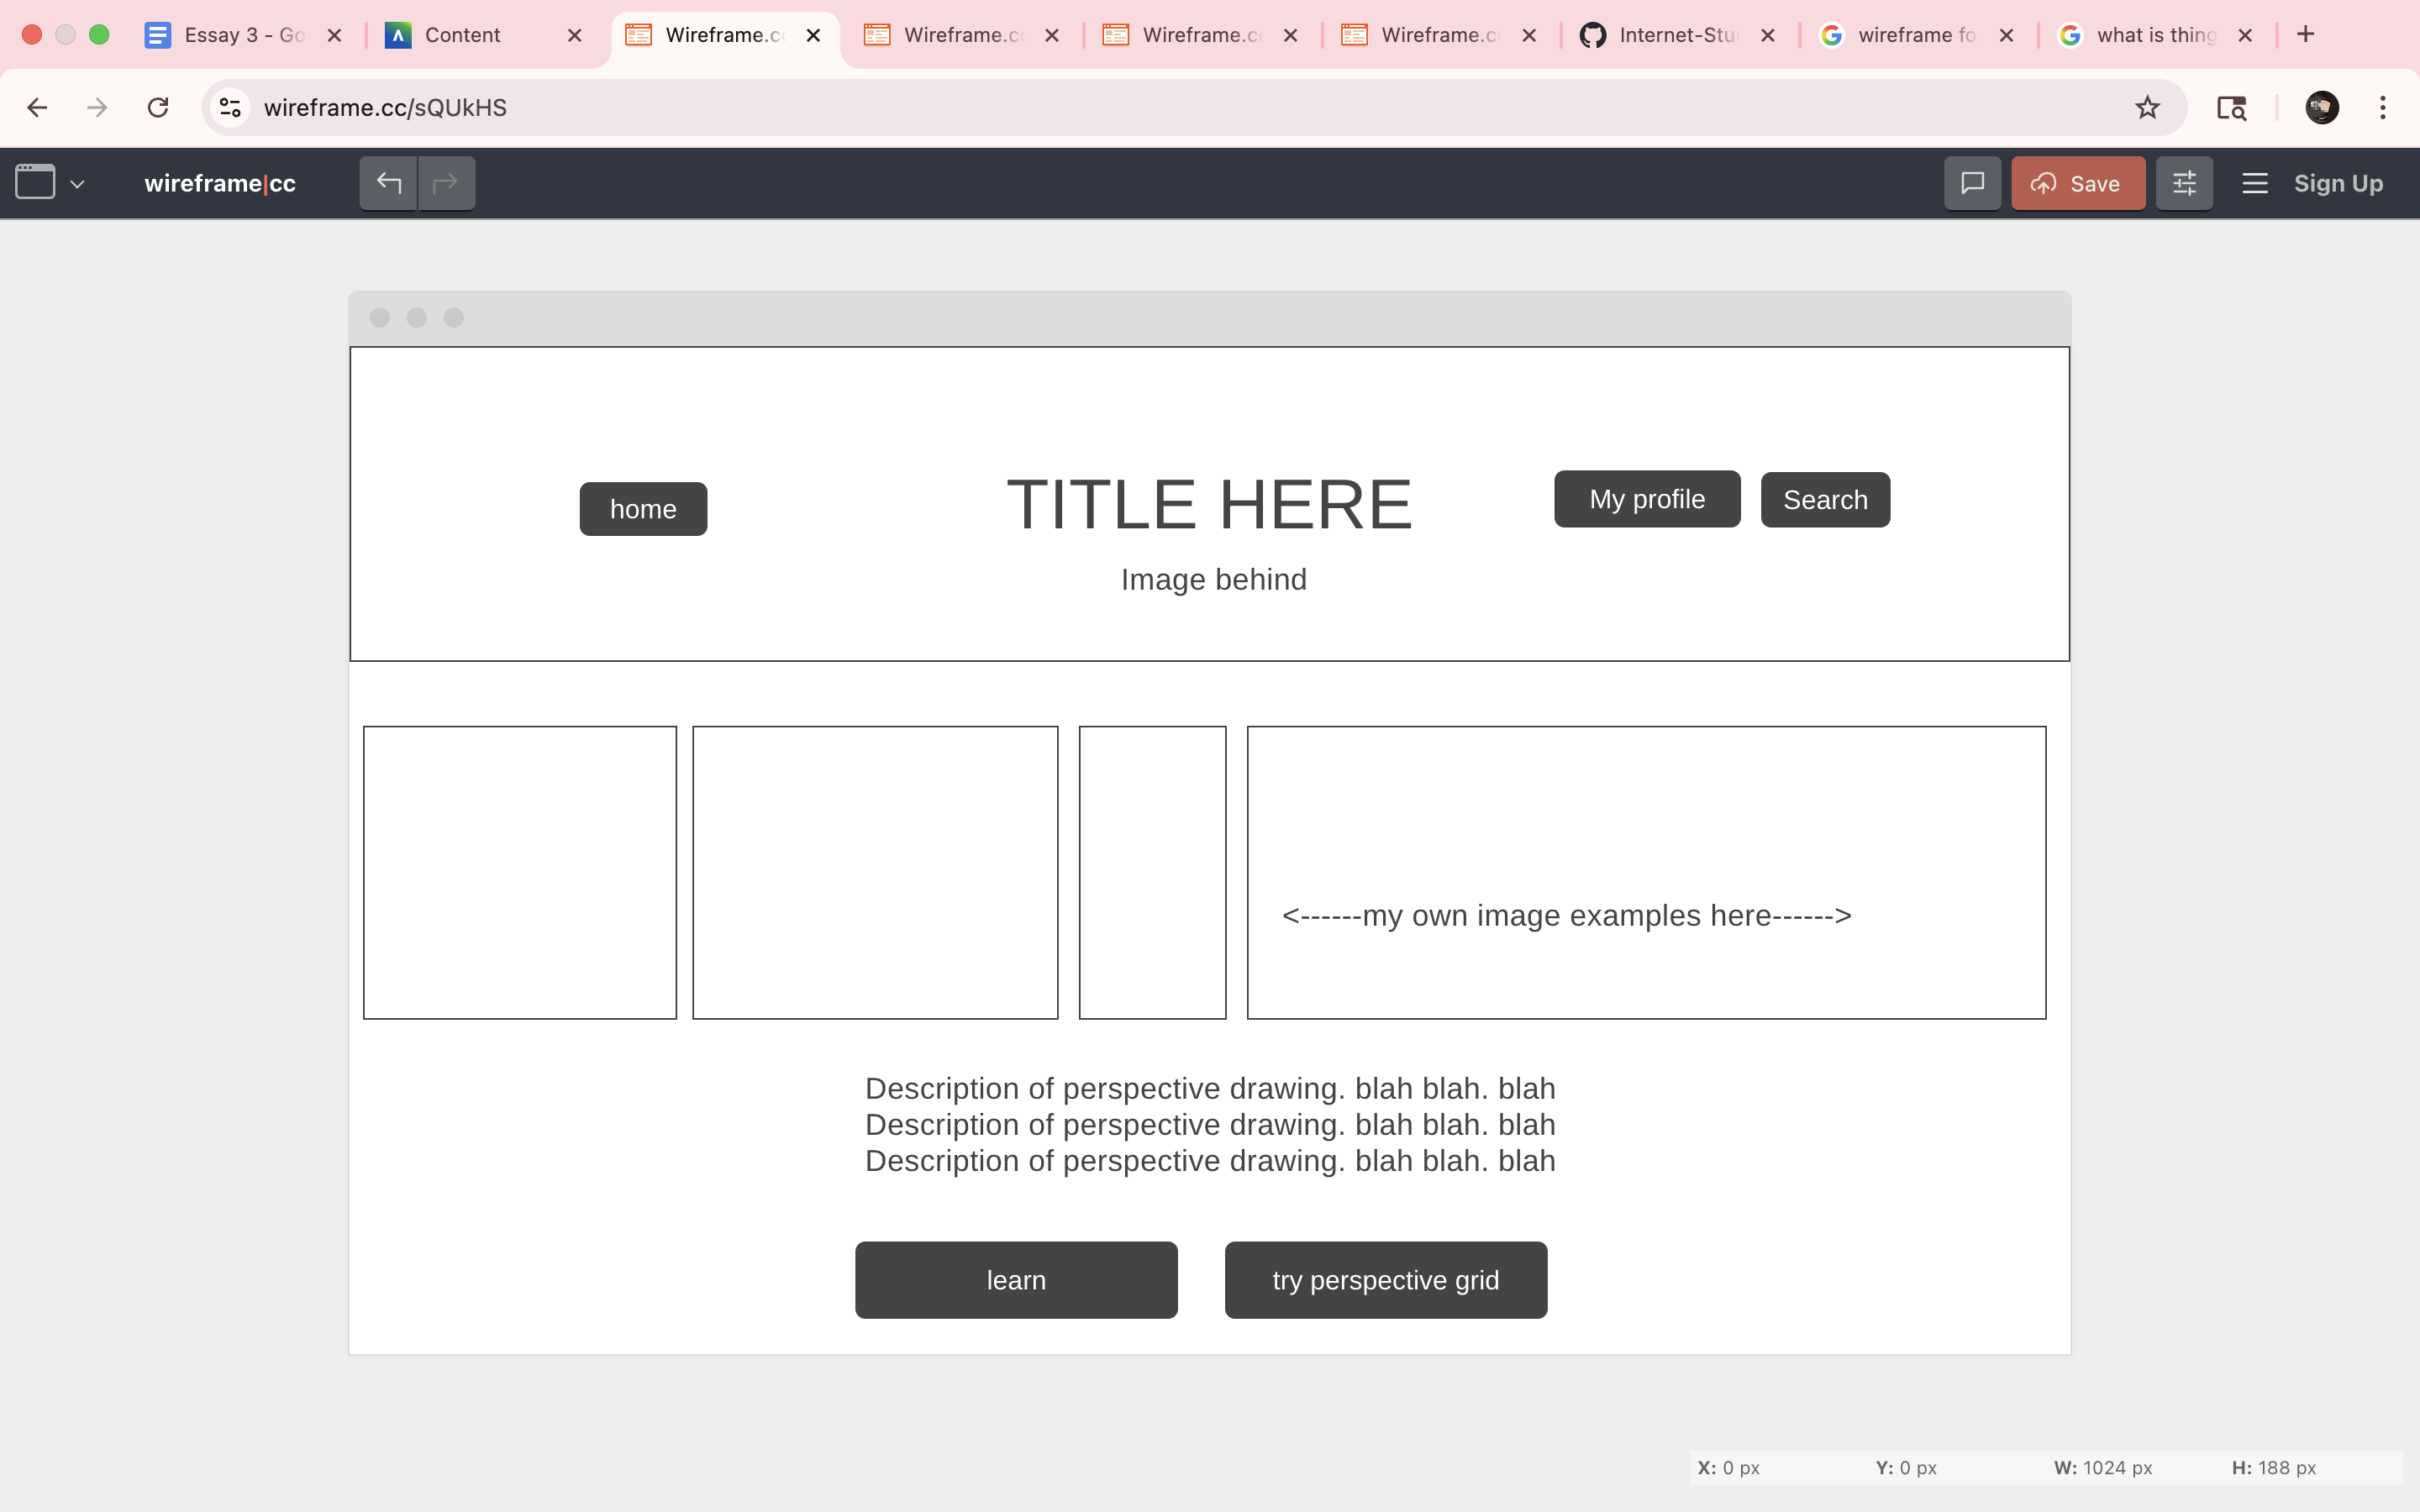 Essay 3 - Go
Content
Wireframe.c
Wireframe.c
Wireframe.c
Wireframe.c
Internet-Stu
wireframe fo
what is thing
wireframe.cc/sQUkHS
wireframe|cc
Save
Sign Up
home
TITLE HERE
My profile
Search
Image behind
<------my own image examples here------>
Description of perspective drawing. blah blah. blah
Description of perspective drawing. blah blah. blah
Description of perspective drawing. blah blah. blah
learn
try perspective grid
X: 0 px Y: 0 px W: 1024 px H: 188 px